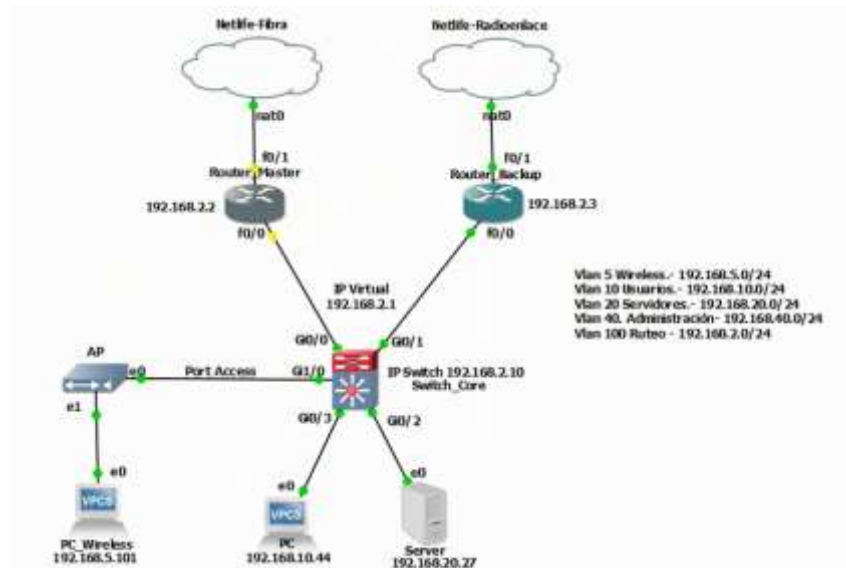 Netlife-Fibra
Netlife-Radioenlace
nat0
nat0
f0/1
f0/1
Router_Master
Router_Backup
192.168.2.2
192.168.2.3
f0/0
f0/0
IP Virtual
192.168.2.1
Vlan 5 Wireless.- 192.168.5.0/24
Vlan 10 Usuarios.- 192.168.10.0/24
Vlan 20 Servidores.- 192.168.20.0/24
Vlan 40. Administración- 192.168.40.0/24
Vlan 100 Ruteo - 192.168.2.0/24
Gi0/0
Gi0/1
AP
e0
Port Access
Gi1/0
IP Switch 192.168.2.10
Switch_Core
e1
Gi0/3
Gi0/2
e0
e0
e0
VPCS
VPCS
PC_Wireless
192.168.5.101
PC
192.168.10.44
Server
192.168.20.27